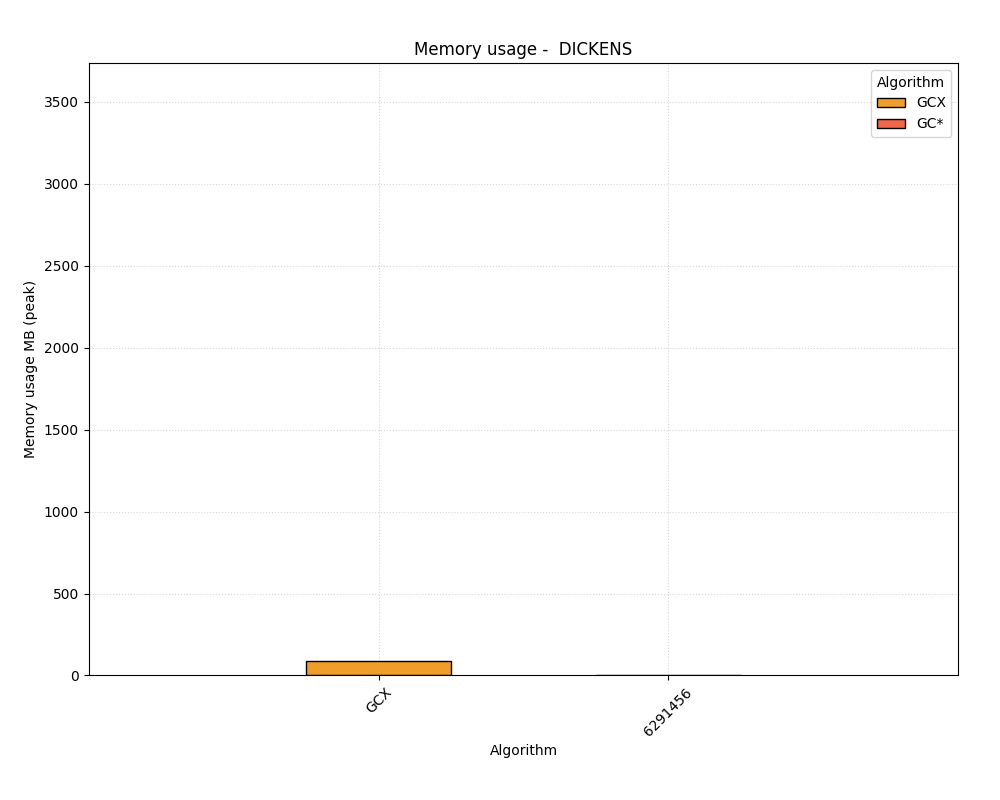 Memory usage -  DICKENS
Algorithm
GCX
GC*
Memory usage MB (peak)
3500
3000
2500
2000
1500
1000
500
0
GCX
6291456
Algorithm